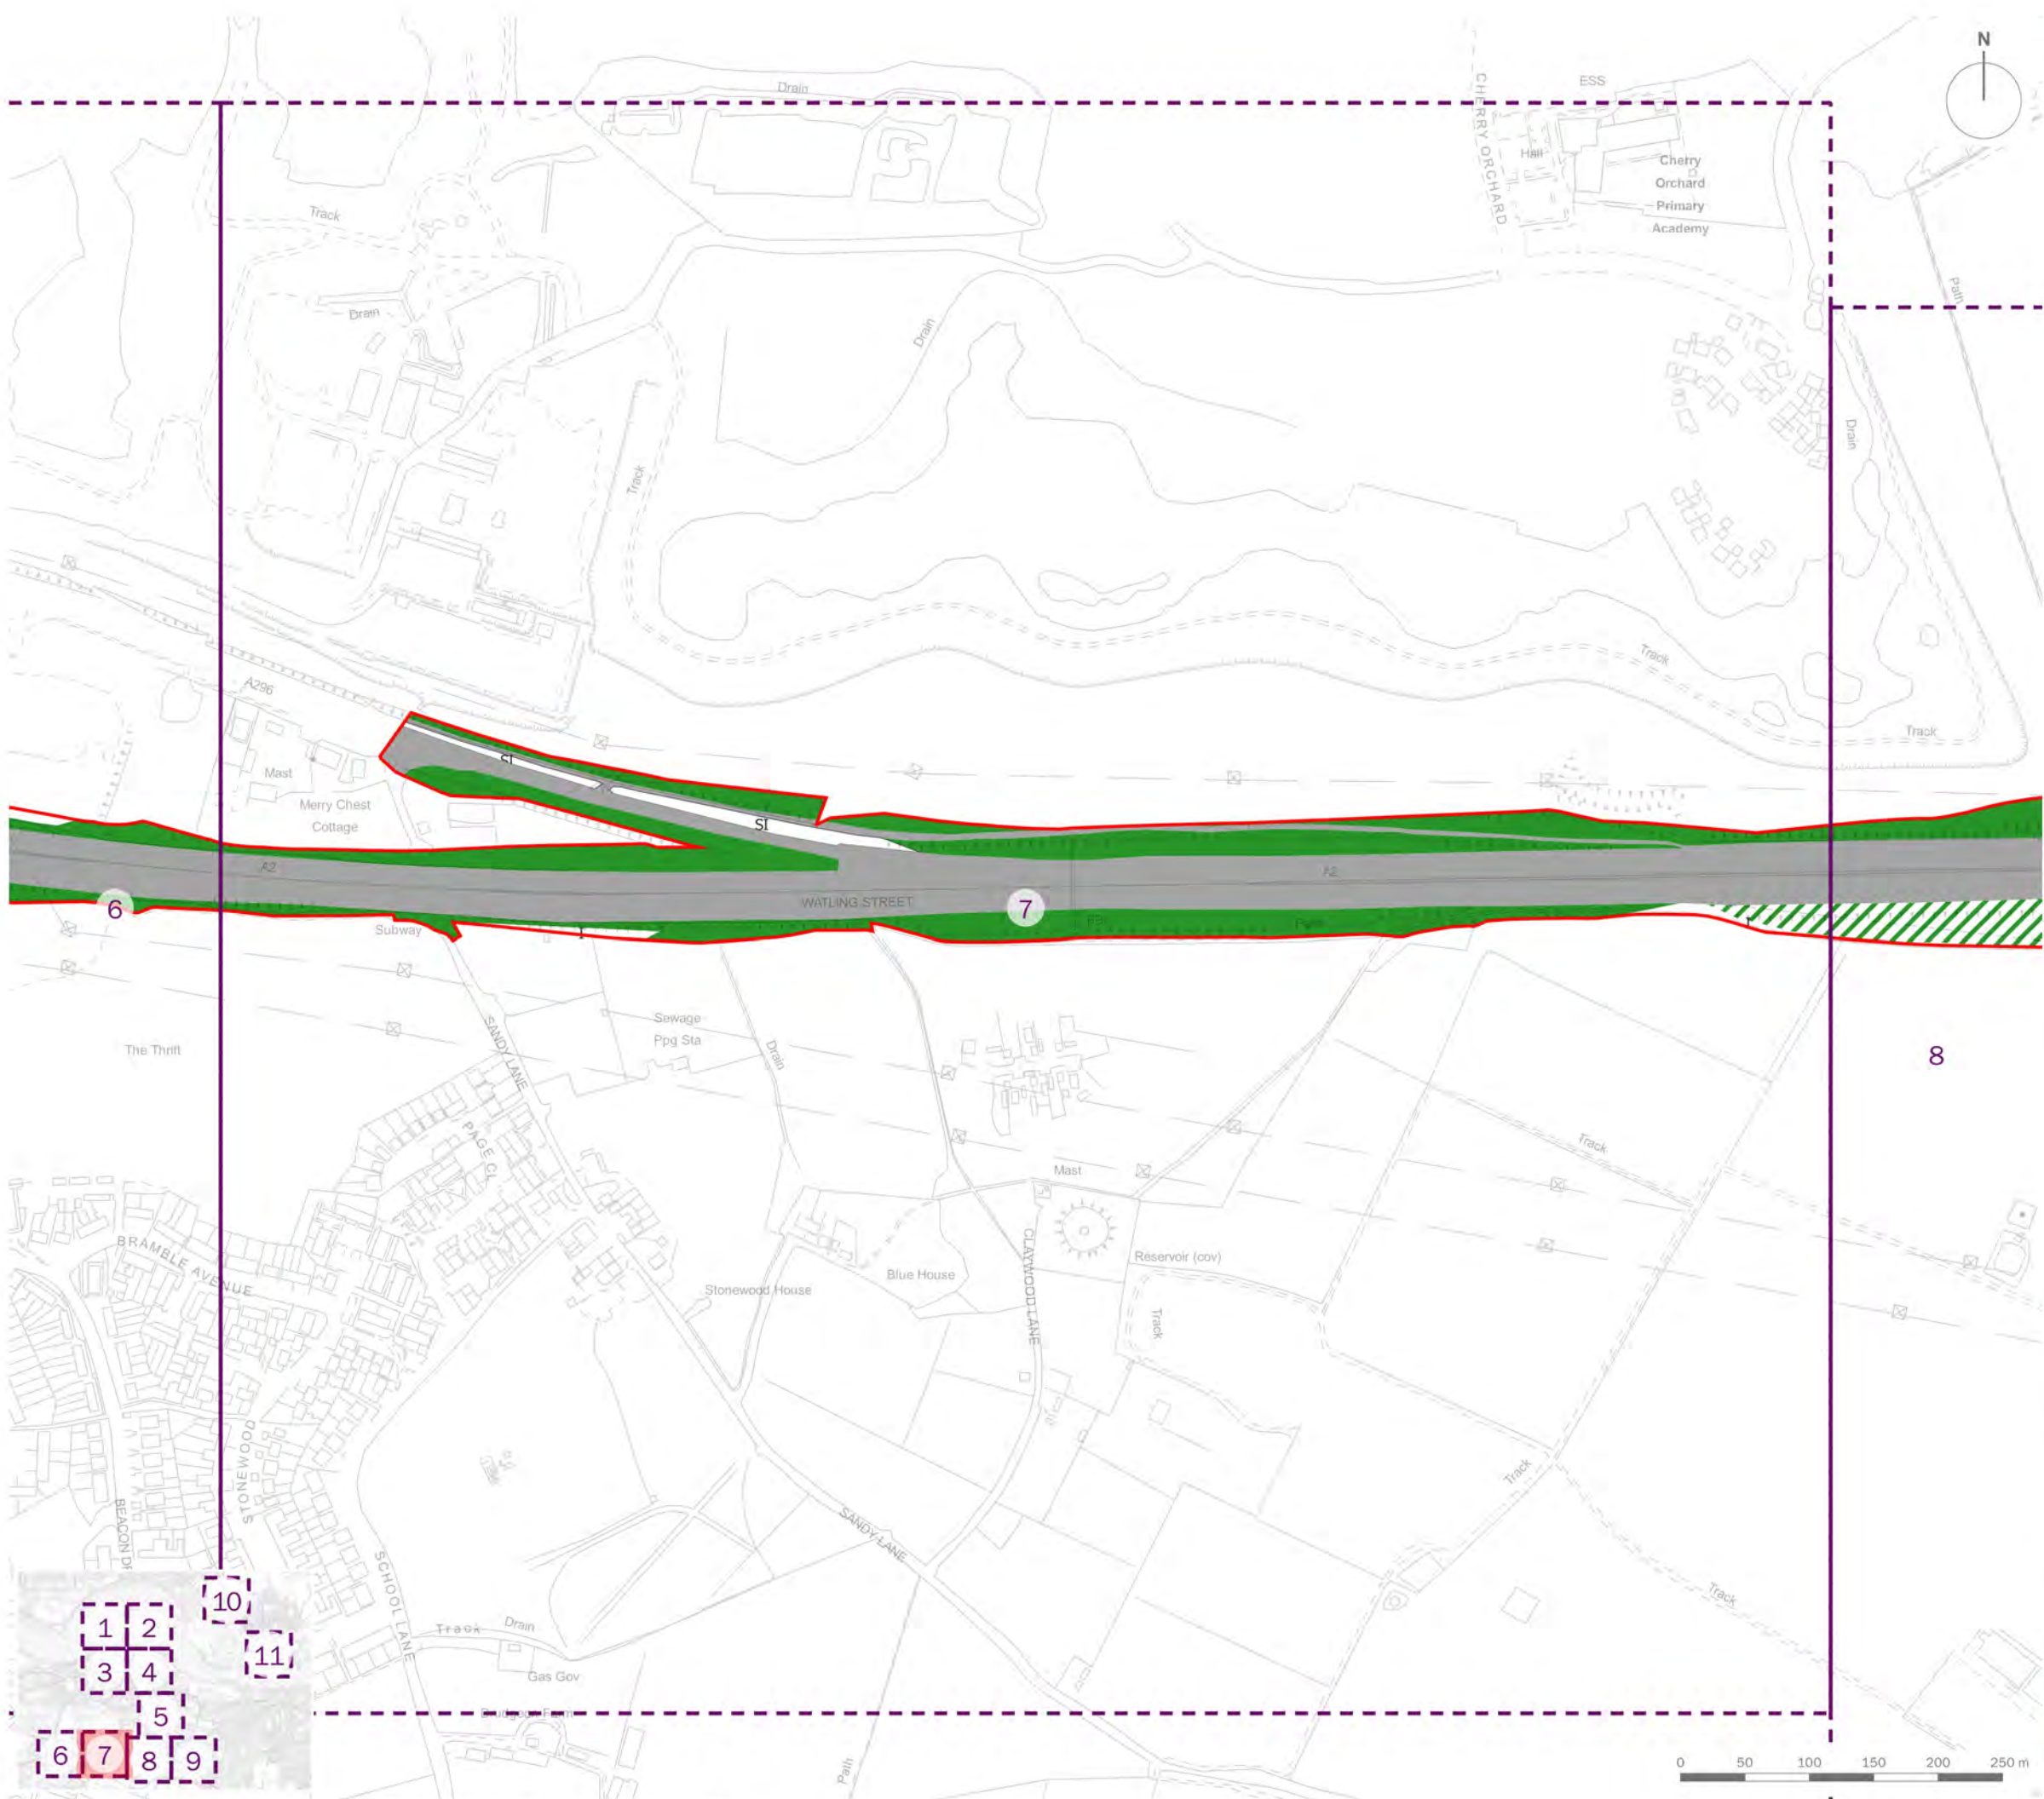 N
Drain
CHERRY ORCHARD
ESS
Hall
Cherry
Orchard
Primary
Academy
Track
Drain
Drain
Path
Track
Drain
Track
Track
A296
Mast
Merry Chest
Cottage
SI
SI
A2
WATLING STREET
A2
6
7
Subway
I
FB
I
8
The Thrift
SANDY LANE
Sewage
Ppg Sta
Drain
PAGE CL
Mast
Track
BRAMBLE AVENUE
Stonewood House
Blue House
CLAYWOOD LANE
Reservoir (cov)
Track
STONEWOOD
BEACON DR
SCHOOL LANE
SANDY LANE
Track
Track
Track
Drain
Gas Gov
Path
10
1
2
11
3
4
5
6
7
8
9
0
50
100
150
200
250 m